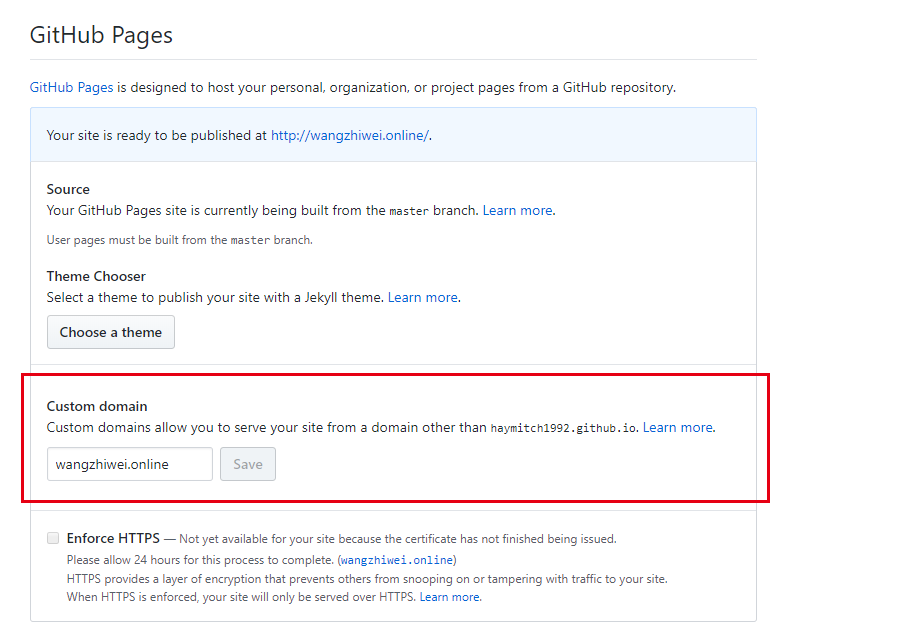 GitHub Pages
GitHub Pages is designed to host your personal, organization, or project pages from a GitHub repository.
Your site is ready to be published at http://wangzhiwei.online/.
Source
Your GitHub Pages site is currently being built from the master branch. Learn more.
User pages must be built from the master branch.
Theme Chooser
Select a theme to publish your site with a Jekyll theme. Learn more.
Choose a theme
Custom domain
Custom domains allow you to serve your site from a domain other than haymitch1992.github.io. Learn more.
wangzhiwei.online Save
Enforce HTTPS — Not yet available for your site because the certificate has not finished being issued.
Please allow 24 hours for this process to complete. (wangzhiwei.online)
HTTPS provides a layer of encryption that prevents others from snooping on or tampering with traffic to your site.
When HTTPS is enforced, your site will only be served over HTTPS. Learn more.